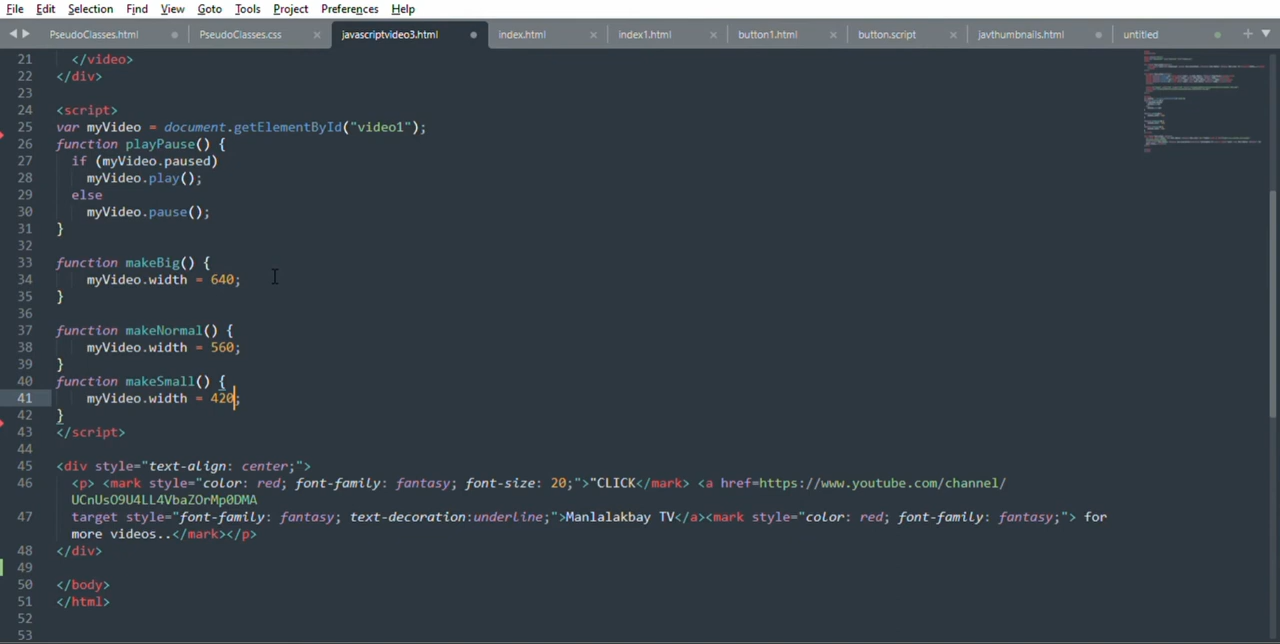 File Edit Selection Find View Goto Tools Project Preferences Help
PseudoClasses.html PseudoClasses.css javascriptvideo3.html index.html index1.html button1.html button.script javthumbnails.html untitled
21 </video>
22 </div>
23
24 <script>
25 var myVideo = document.getElementById("video1");
26 function playPause() {
27 if (myVideo.paused)
28 myVideo.play();
29 else
30 myVideo.pause();
31 }
32
33 function makeBig() {
34 myVideo.width = 640;
35 }
36
37 function makeNormal() {
38 myVideo.width = 560;
39 }
40 function makeSmall() {
41 myVideo.width = 420;
42 }
43 </script>
44
45 <div style="text-align: center;">
46 <p> <mark style="color: red; font-family: fantasy; font-size: 20;">"CLICK</mark> <a href=https://www.youtube.com/channel/
UCnUsO9U4LL4VbaZOrMp0DMA
47 target style="font-family: fantasy; text-decoration:underline;">Manlalakbay TV</a><mark style="color: red; font-family: fantasy;"> for
more videos..</mark></p>
48 </div>
49
50 </body>
51 </html>
52
53